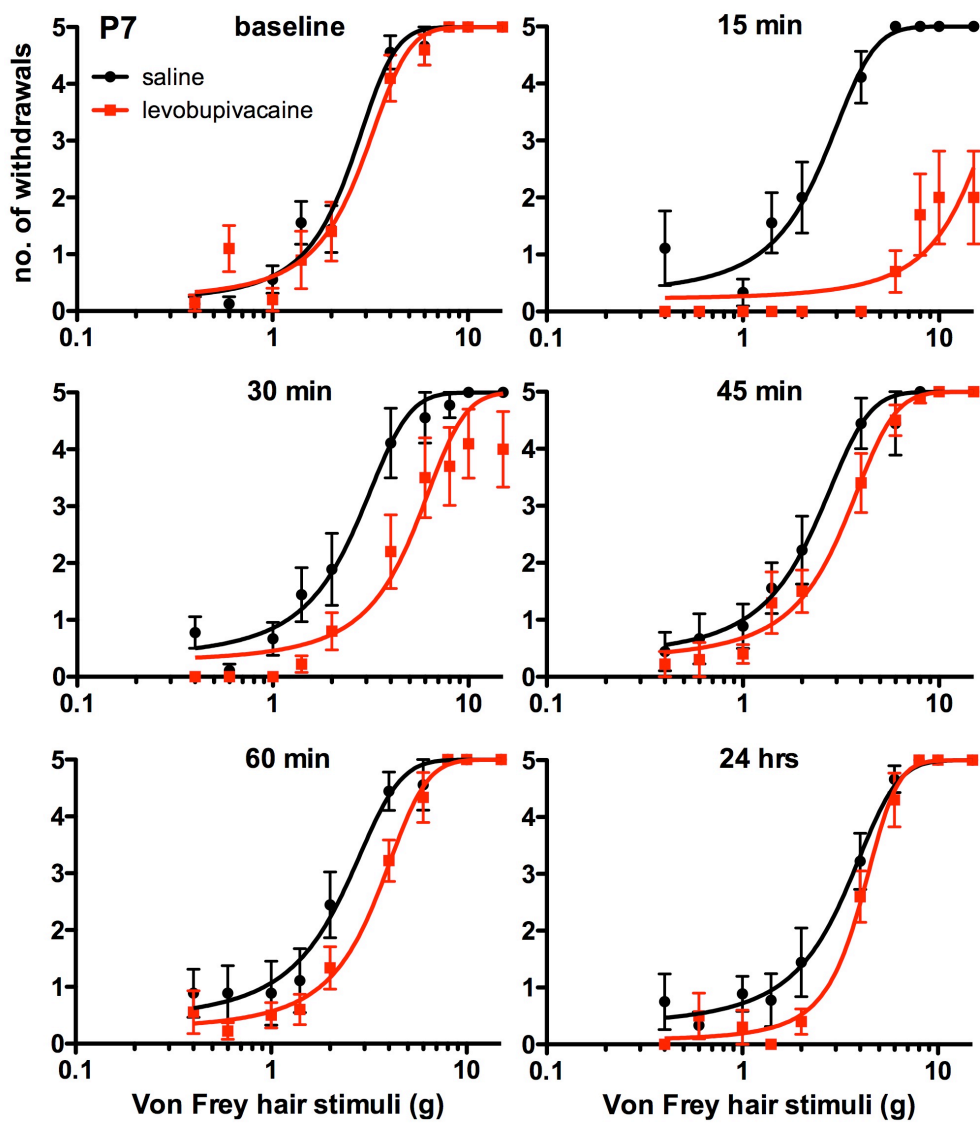 P7 baseline
saline
levobupivacaine
no. of withdrawals
5
4
3
2
1
0
0.1 1 10
15 min
5
4
3
2
1
0
0.1 1 10
30 min
5
4
3
2
1
0
0.1 1 10
45 min
5
4
3
2
1
0
0.1 1 10
60 min
5
4
3
2
1
0
0.1 1 10
Von Frey hair stimuli (g)
24 hrs
5
4
3
2
1
0
0.1 1 10
Von Frey hair stimuli (g)